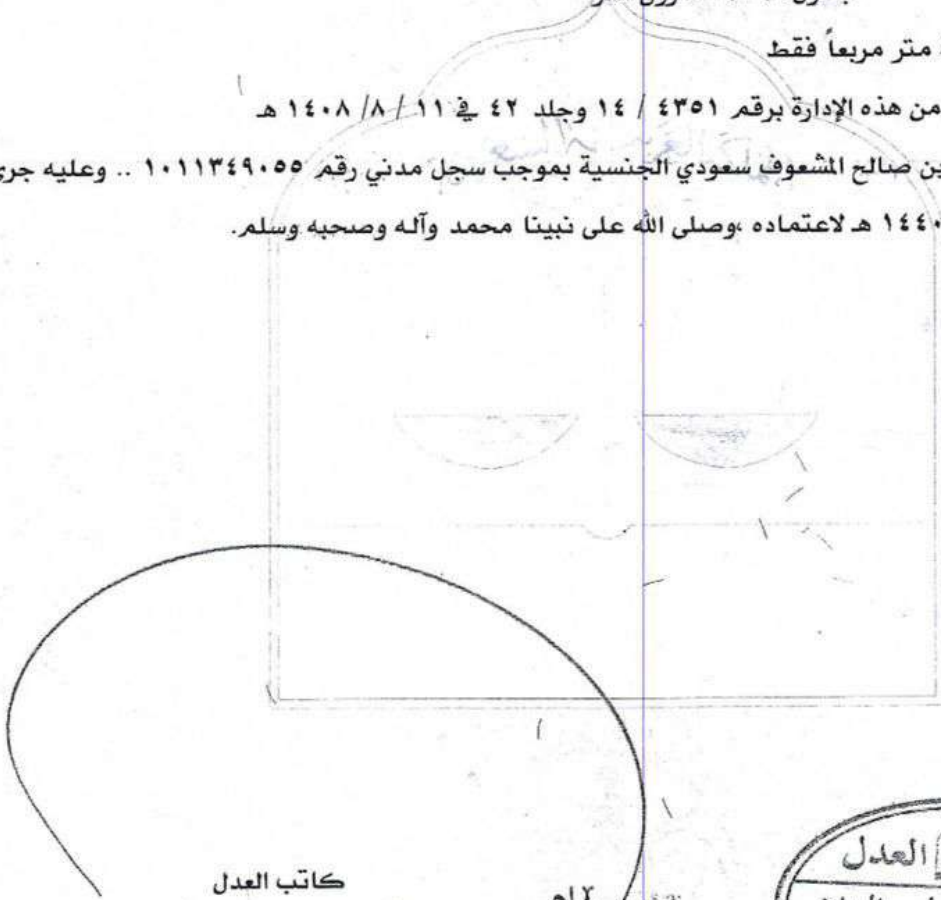 متر مربعاً فقط
من هذه الإدارة برقم ٤٣٥١ / ١٤ وجلد ٤٢ في ١١ / ٨/ ١٤٠٨ هـ
بن صالح المشعوف سعودي الجنسية بموجب سجل مدني رقم ١٠١١٣٤٩٠٥٥ .. وعليه جرى
١٤٤٠ هـ لاعتماده ،وصلى الله على نبينا محمد وآله وصحبه وسلم.
العدل
كاتب العدل